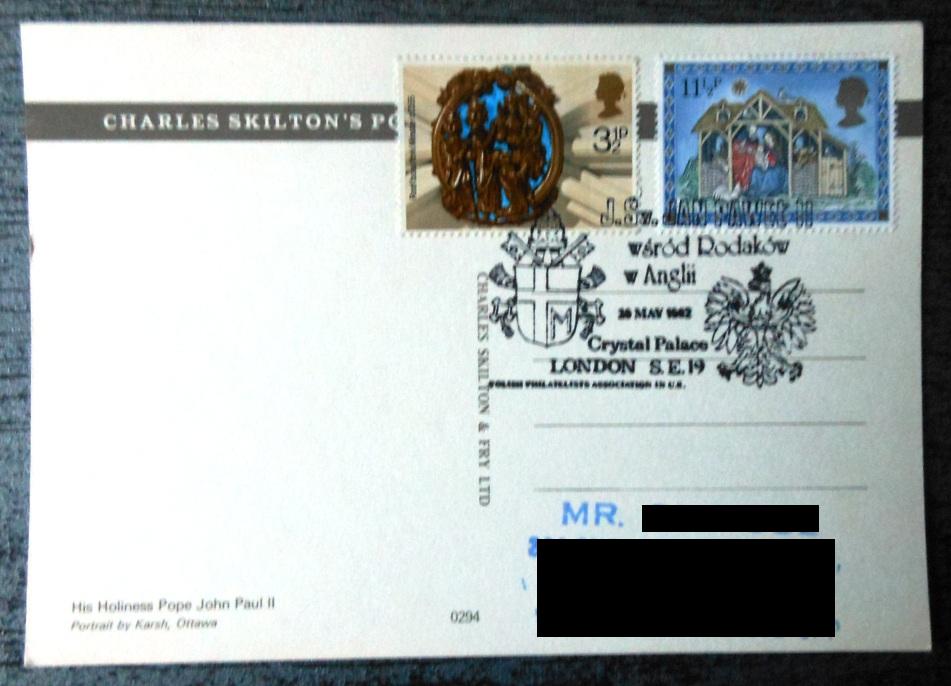 CHARLES SKILTON'S
3½P
11½P
J.Św. JAN PAWEŁ II
wśród Rodaków
w Anglii
M
MAY 1982
Crystal Palace
LONDON S.E.19
POLISH PHILATELISTS ASSOCIATION IN U.K.
CHARLES SKILTON & FRY LTD
MR.
His Holiness Pope John Paul II
Portrait by Karsh, Ottawa
0294